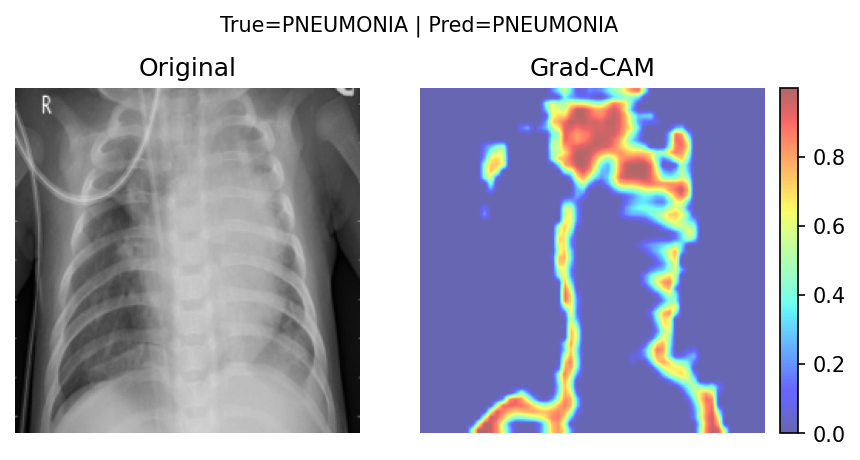 True=PNEUMONIA | Pred=PNEUMONIA
Original
Grad-CAM
R
0.8
0.6
0.4
0.2
0.0